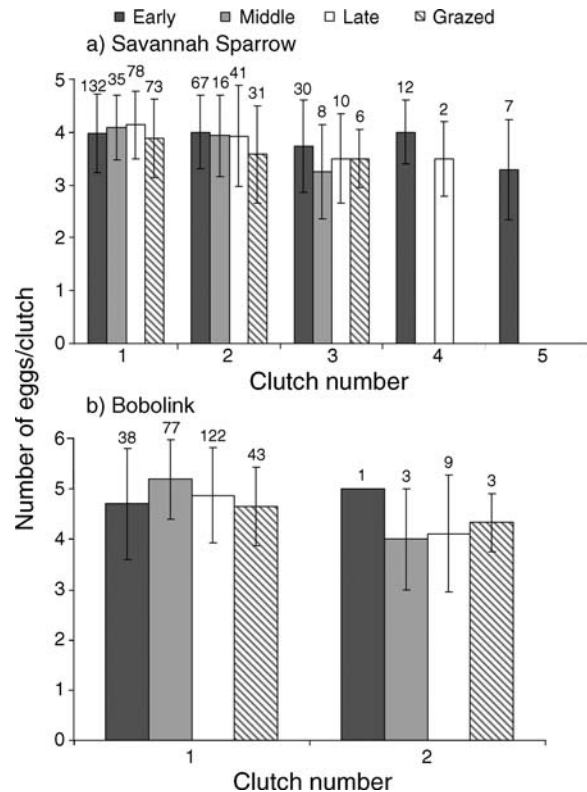 Early Middle Late Grazed
a) Savannah Sparrow
5
4
3
2
1
0
132 35 78 73
67 16 41 31
30 8 10 6
12 2
7
1 2 3 4 5
Clutch number
Number of eggs/clutch
b) Bobolink
6
5
4
3
2
1
0
38 77 122 43
1 3 9 3
1 2
Clutch number